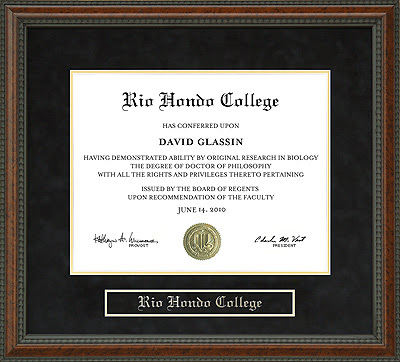 Rio Hondo College
HAS CONFERRED UPON
DAVID GLASSIN
HAVING DEMONSTRATED ABILITY BY ORIGINAL RESEARCH IN BIOLOGY
THE DEGREE OF DOCTOR OF PHILOSOPHY
WITH ALL THE RIGHTS AND PRIVILEGES THERETO PERTAINING
ISSUED BY THE BOARD OF REGENTS
UPON RECOMMENDATION OF THE FACULTY
JUNE 14, 2010
PROVOST
PRESIDENT
Rio Hondo College